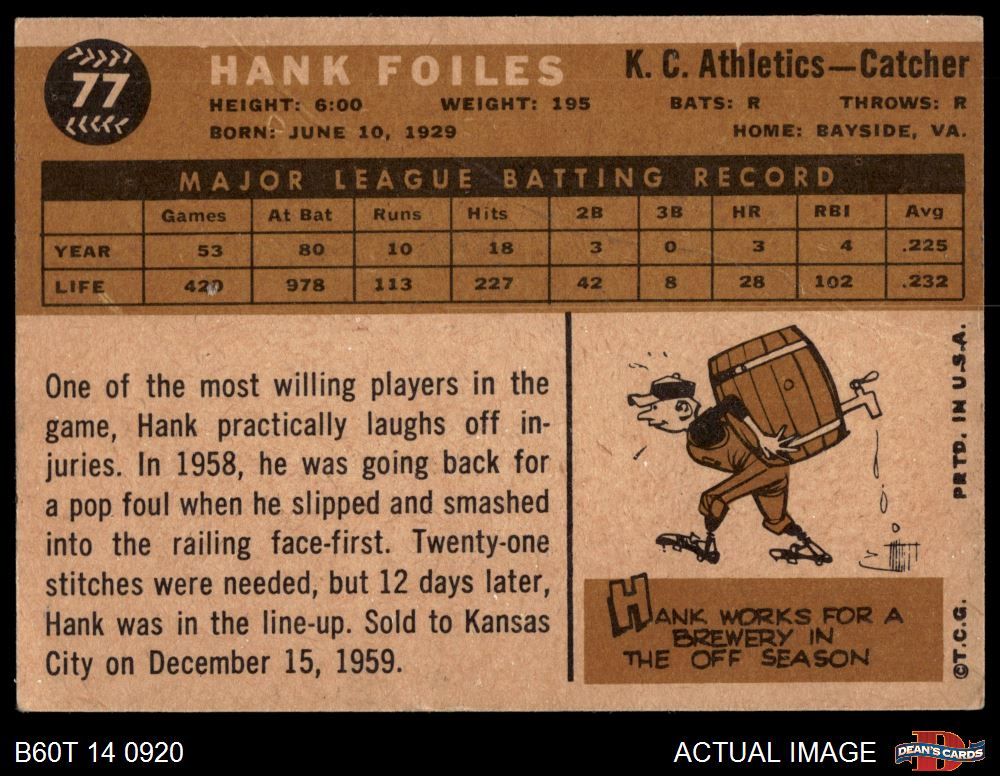 77
HANK FOILES
K. C. Athletics—Catcher
HEIGHT: 6:00 WEIGHT: 195 BATS: R THROWS: R
BORN: JUNE 10, 1929 HOME: BAYSIDE, VA.
MAJOR LEAGUE BATTING RECORD
Games At Bat Runs Hits 2B 3B HR RBI Avg
YEAR 53 80 10 18 3 0 3 4 .225
LIFE 420 978 113 227 42 8 28 102 .232
One of the most willing players in the
game, Hank practically laughs off in-
juries. In 1958, he was going back for
a pop foul when he slipped and smashed
into the railing face-first. Twenty-one
stitches were needed, but 12 days later,
Hank was in the line-up. Sold to Kansas
City on December 15, 1959.
HANK WORKS FOR A
BREWERY IN
THE OFF SEASON
©T.C.G. PRTD. IN U.S.A.
B60T 14 0920
ACTUAL IMAGE
DEAN'S CARDS